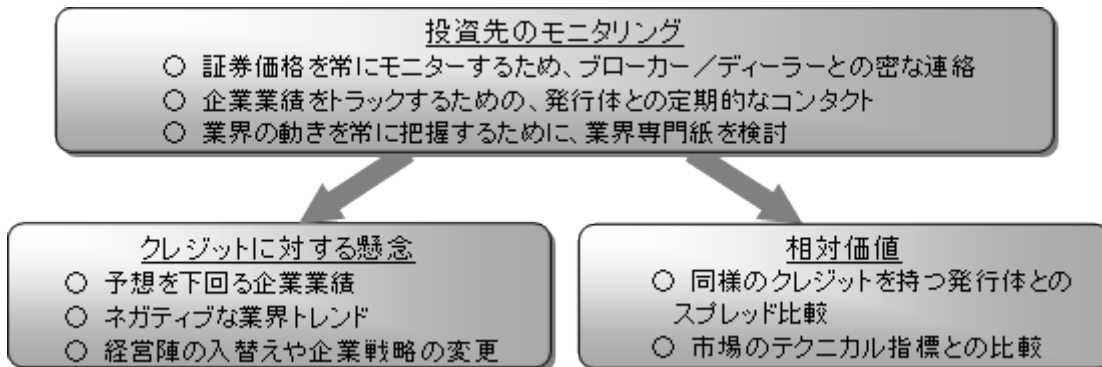 投資先のモニタリング
○ 証券価格を常にモニターするため、ブローカー／ディーラーとの密な連絡
○ 企業業績をトラックするための、発行体との定期的なコンタクト
○ 業界の動きを常に把握するために、業界専門紙を検討
クレジットに対する懸念
○ 予想を下回る企業業績
○ ネガティブな業界トレンド
○ 経営陣の入替えや企業戦略の変更
相対価値
○ 同様のクレジットを持つ発行体との
スプレッド比較
○ 市場のテクニカル指標との比較